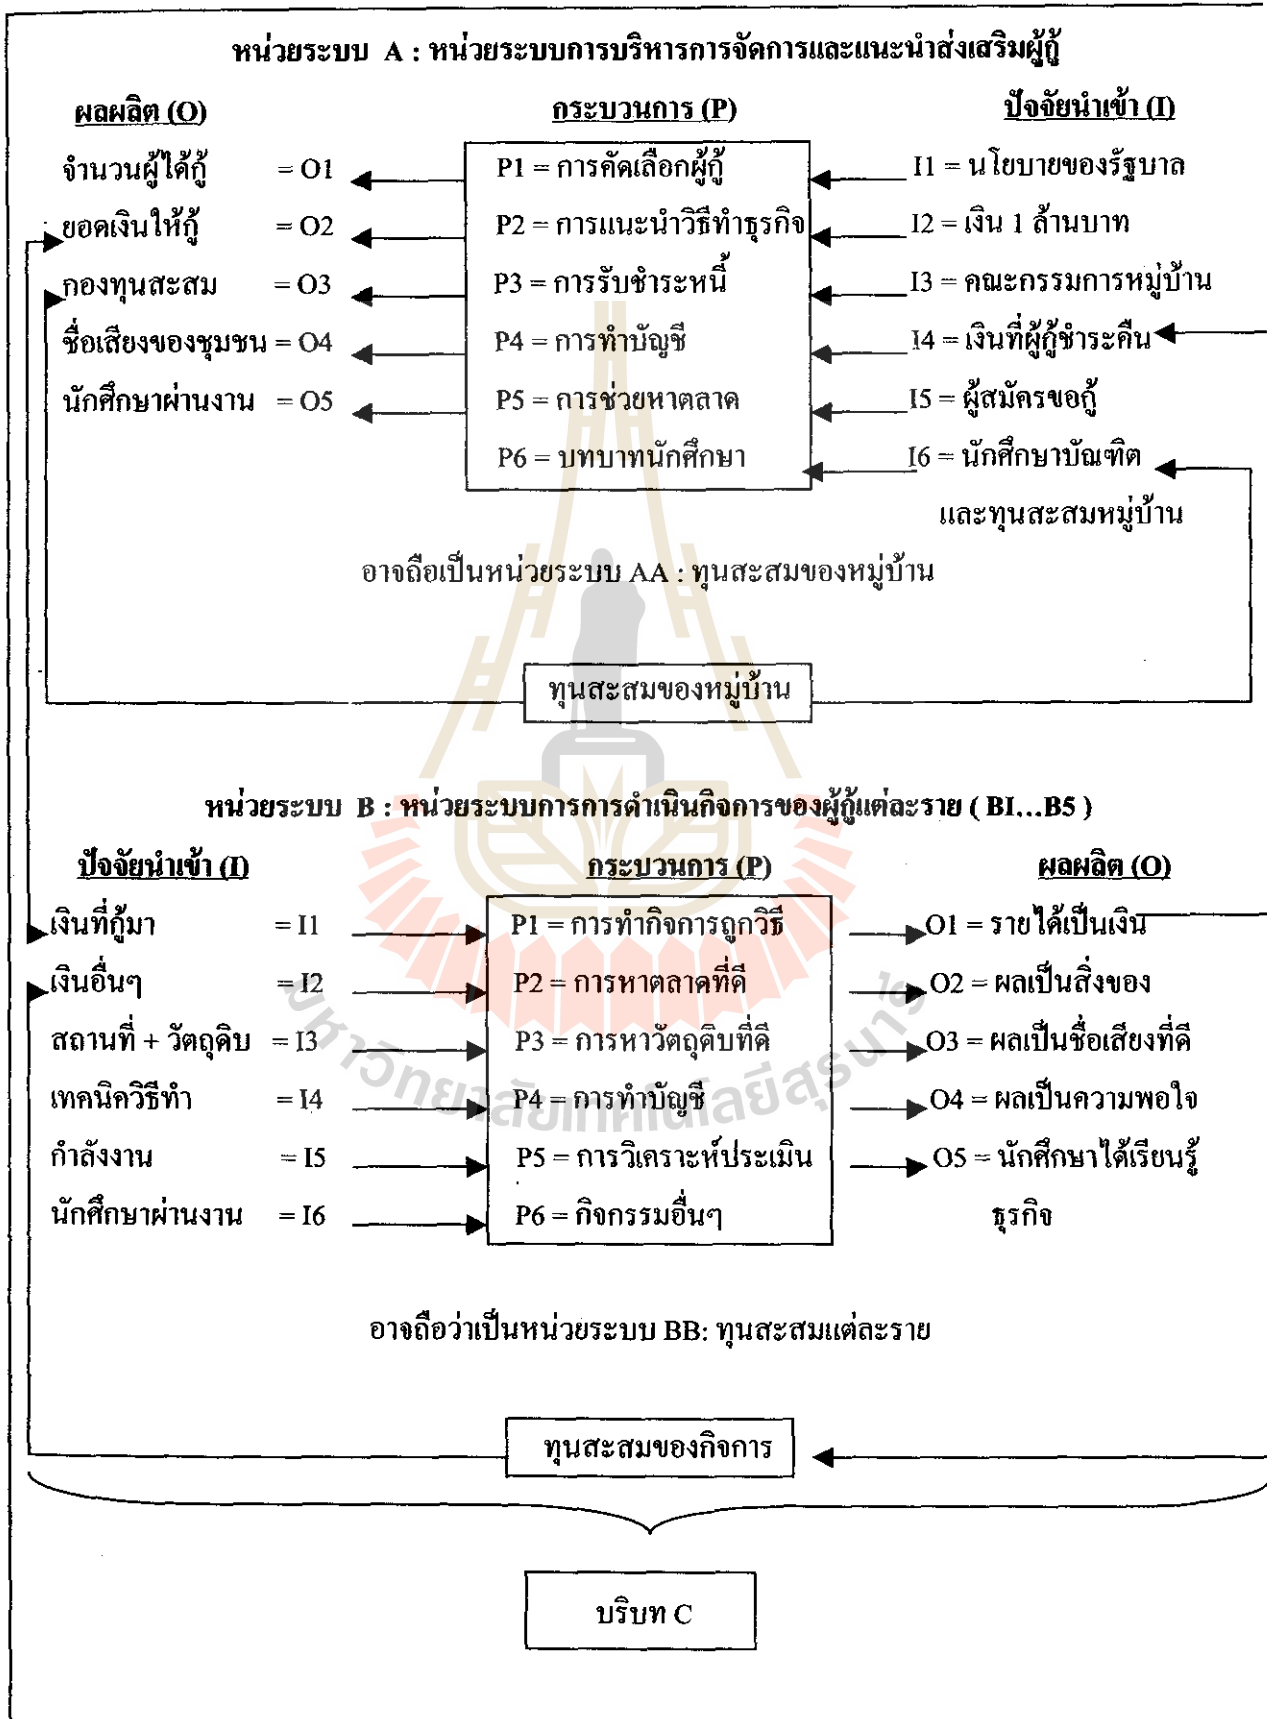 หน่วยระบบ A : หน่วยระบบการบริหารการจัดการและแนะนำส่งเสริมผู้กู้
ผลผลิต (O) กระบวนการ (P) ปัจจัยนำเข้า (I)
จำนวนผู้ได้กู้ = O1 P1 = การคัดเลือกผู้กู้ I1 = นโยบายของรัฐบาล
ยอดเงินให้กู้ = O2 P2 = การแนะนำวิธีทำธุรกิจ I2 = เงิน 1 ล้านบาท
กองทุนสะสม = O3 P3 = การรับชำระหนี้ I3 = คณะกรรมการหมู่บ้าน
ชื่อเสียงของชุมชน = O4 P4 = การทำบัญชี I4 = เงินที่ผู้กู้ชำระคืน
นักศึกษาผ่านงาน = O5 P5 = การช่วยหาตลาด I5 = ผู้สมัครขอกู้
P6 = บทบาทนักศึกษา I6 = นักศึกษาบัณฑิต
และทุนสะสมหมู่บ้าน
อาจถือเป็นหน่วยระบบ AA : ทุนสะสมของหมู่บ้าน
ทุนสะสมของหมู่บ้าน
หน่วยระบบ B : หน่วยระบบการการดำเนินกิจการของผู้กู้แต่ละราย ( BI...B5 )
ปัจจัยนำเข้า (I) กระบวนการ (P) ผลผลิต (O)
เงินที่กู้มา = I1 P1 = การทำกิจการถูกวิธี O1 = รายได้เป็นเงิน
เงินอื่นๆ = I2 P2 = การหาตลาดที่ดี O2 = ผลเป็นสิ่งของ
สถานที่ + วัตถุดิบ = I3 P3 = การหาวัตถุดิบที่ดี O3 = ผลเป็นชื่อเสียงที่ดี
เทคนิควิธีทำ = I4 P4 = การทำบัญชี O4 = ผลเป็นความพอใจ
กำลังงาน = I5 P5 = การวิเคราะห์ประเมิน O5 = นักศึกษาได้เรียนรู้
นักศึกษาผ่านงาน = I6 P6 = กิจกรรมอื่นๆ ธุรกิจ
มหาวิทยาลัยเทคโนโลยีสุรนารี
อาจถือว่าเป็นหน่วยระบบ BB: ทุนสะสมแต่ละราย
ทุนสะสมของกิจการ
บริบท C